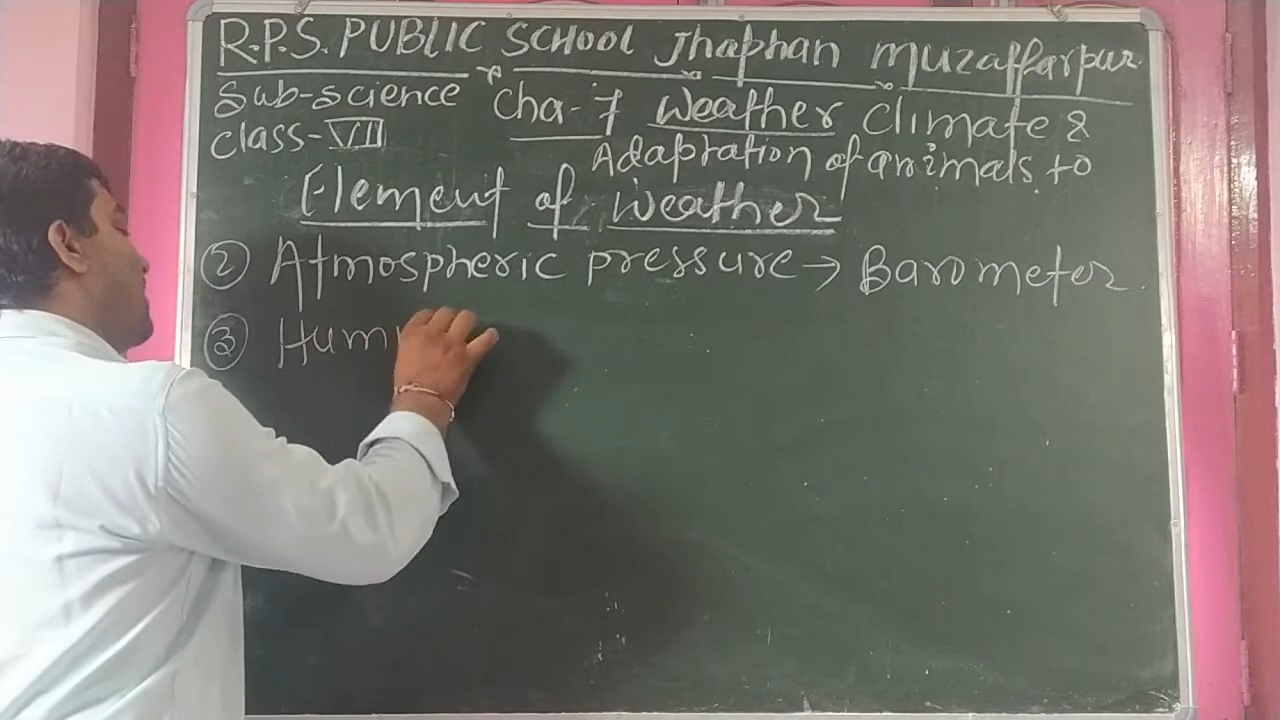 R.P.S. PUBLIC SCHOOL Jhaphan Muzaffarpur.
Sub-science Cha-7 Weather Climate &
Class-VII Adaptation of animals to
Element of Weather
② Atmospheric pressure → Barometer.
③ Hum